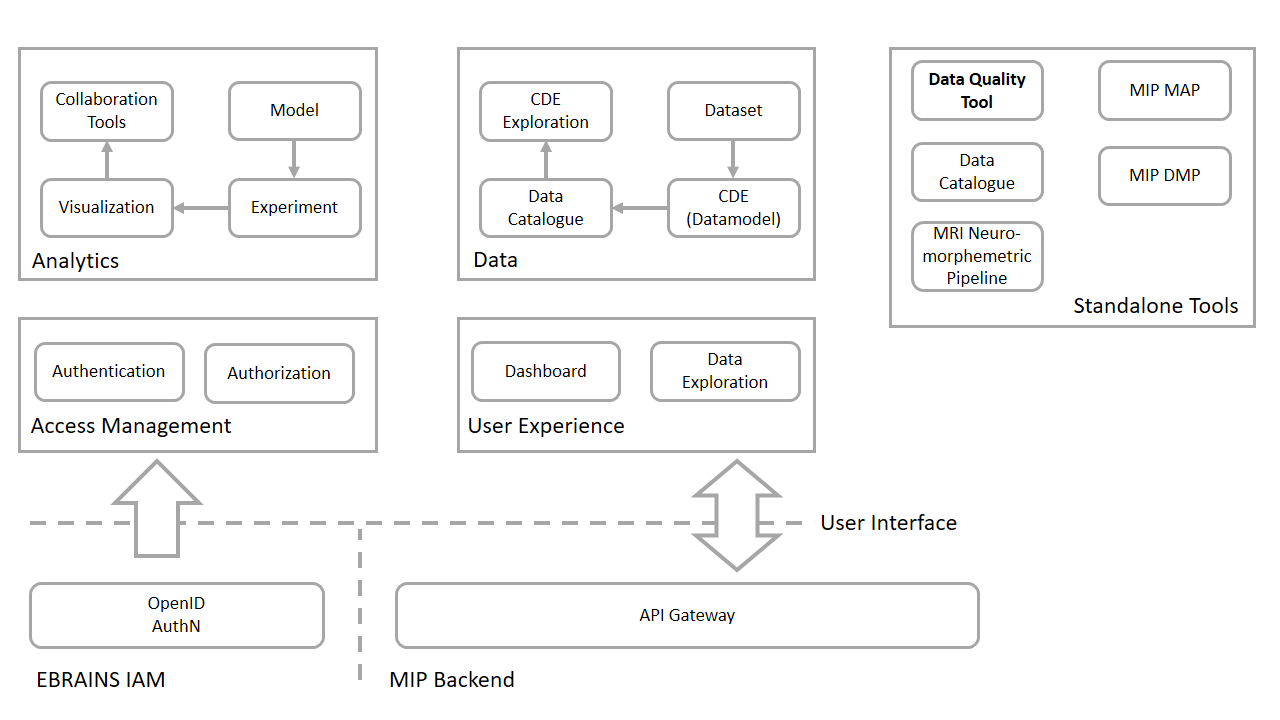 Collaboration
Tools
Model
Visualization
Experiment
Analytics
CDE
Exploration
Dataset
Data
Catalogue
CDE
(Datamodel)
Data
Data Quality
Tool
MIP MAP
Data
Catalogue
MIP DMP
MRI Neuro-
morphemetric
Pipeline
Standalone Tools
Authentication
Authorization
Access Management
Dashboard
Data
Exploration
User Experience
User Interface
OpenID
AuthN
API Gateway
EBRAINS IAM
MIP Backend